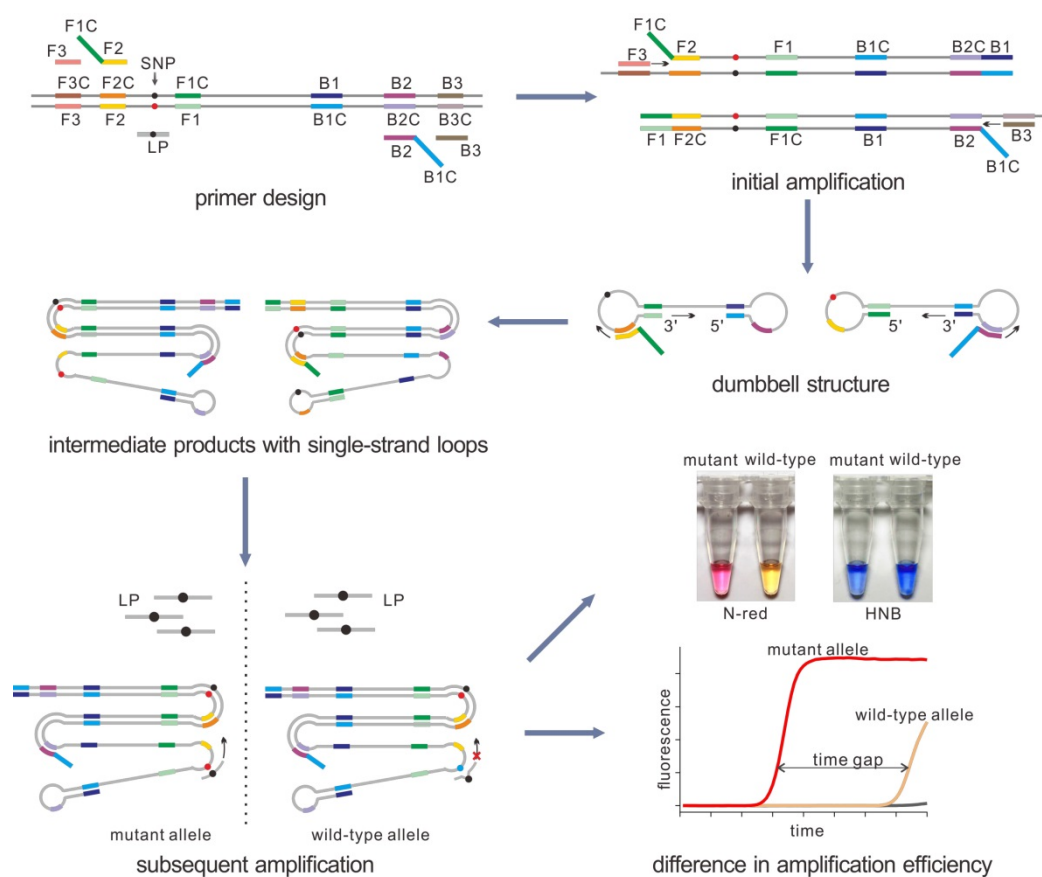 F1C
F3 F2
SNP
F3C F2C F1C B1 B2 B3
F3 F2 F1 B1C B2C B3C
LP B2 B3
B1C
primer design
F1C
F3 F2 F1 B1C B2C B1
F1 F2C F1C B1 B2 B3
B1C
initial amplification
3' 5' 5' 3'
dumbbell structure
intermediate products with single-strand loops
mutant wild-type mutant wild-type
N-red HNB
LP LP
mutant allele wild-type allele
subsequent amplification
mutant allele
wild-type allele
time gap
fluorescence
time
difference in amplification efficiency